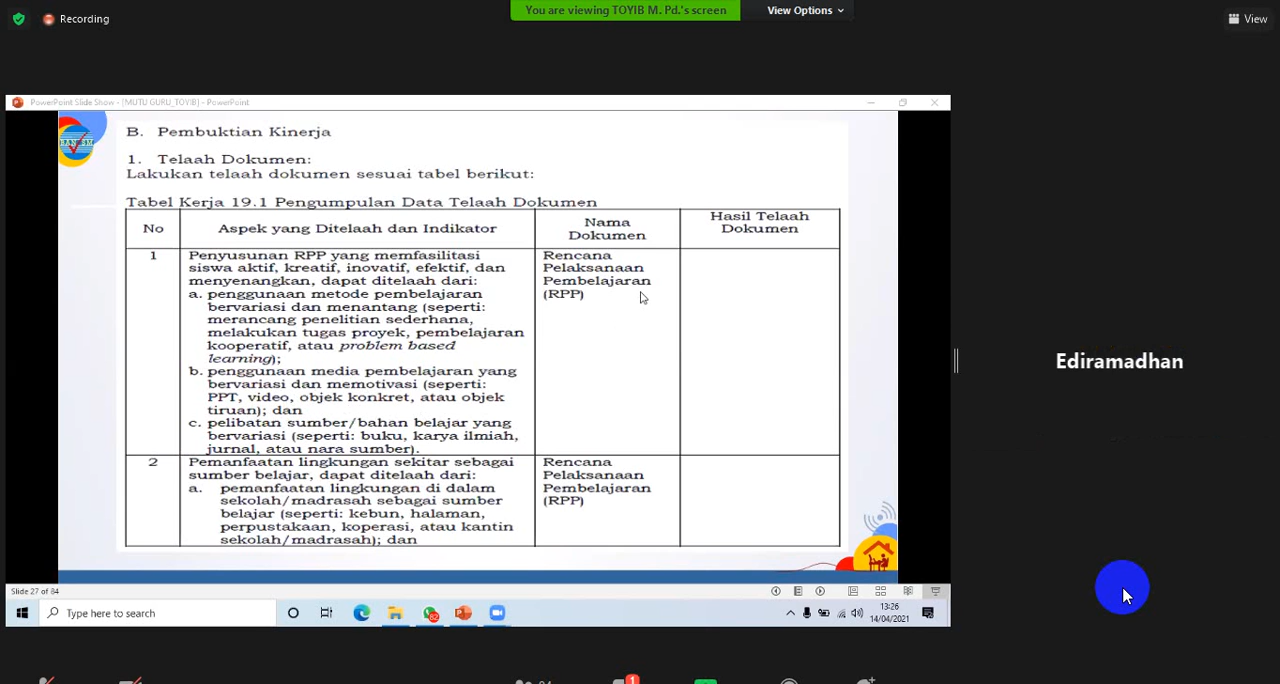 Recording
You are viewing TOYIB M. Pd.'s screen
View Options
View
PowerPoint Slide Show - [MUTU GURU_TOYIB] - PowerPoint
B. Pembuktian Kinerja
1. Telaah Dokumen:
Lakukan telaah dokumen sesuai tabel berikut:
Tabel Kerja 19.1 Pengumpulan Data Telaah Dokumen
No
Aspek yang Ditelaah dan Indikator
Nama
Dokumen
Hasil Telaah
Dokumen
1
Penyusunan RPP yang memfasilitasi
siswa aktif, kreatif, inovatif, efektif, dan
menyenangkan, dapat ditelaah dari:
a. penggunaan metode pembelajaran
bervariasi dan menantang (seperti:
merancang penelitian sederhana,
melakukan tugas proyek, pembelajaran
kooperatif, atau problem based
learning);
b. penggunaan media pembelajaran yang
bervariasi dan memotivasi (seperti:
PPT, video, objek konkret, atau objek
tiruan); dan
c. pelibatan sumber/bahan belajar yang
bervariasi (seperti: buku, karya ilmiah,
jurnal, atau nara sumber).
Rencana
Pelaksanaan
Pembelajaran
(RPP)
2
Pemanfaatan lingkungan sekitar sebagai
sumber belajar, dapat ditelaah dari:
a. pemanfaatan lingkungan di dalam
sekolah/madrasah sebagai sumber
belajar (seperti: kebun, halaman,
perpustakaan, koperasi, atau kantin
sekolah/madrasah); dan
Rencana
Pelaksanaan
Pembelajaran
(RPP)
Ediramadhan
Slide 27 of 84
Type here to search
13:26
14/04/2021
1